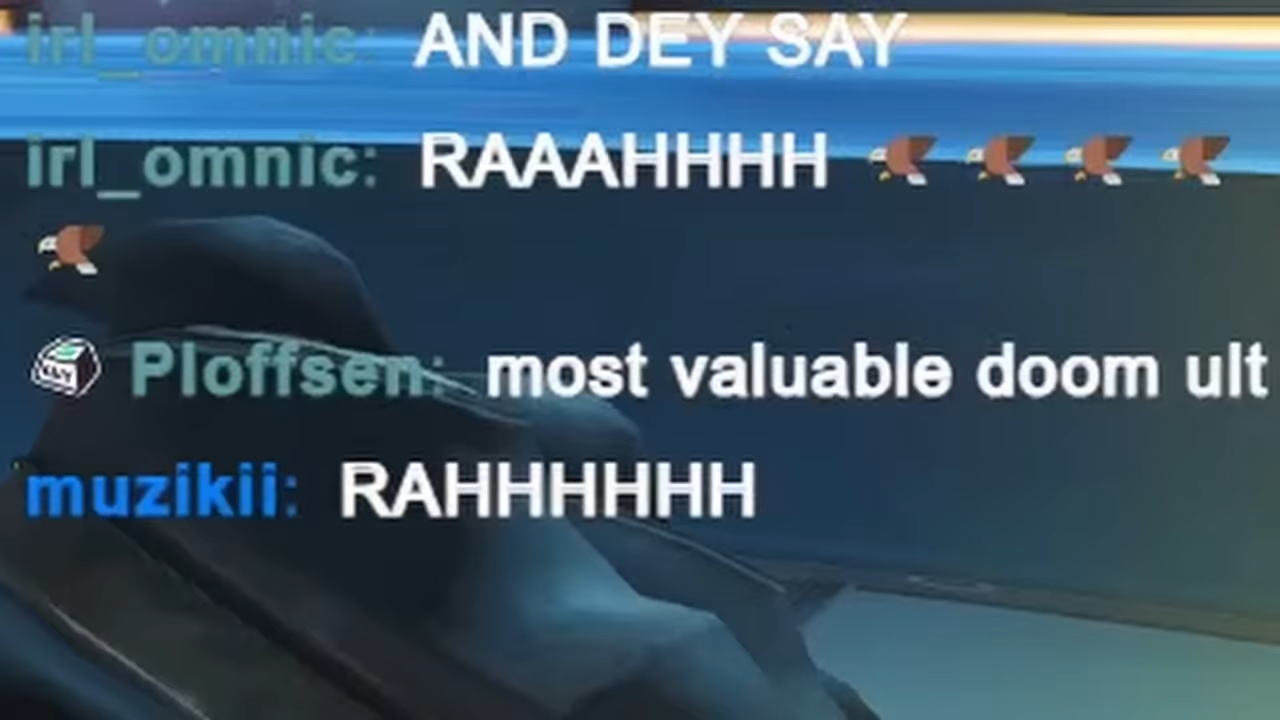 irl_omnic: AND DEY SAY
irl_omnic: RAAAHHHH 🦅 🦅 🦅 🦅
🦅
Ploffsen: most valuable doom ult
muzikii: RAHHHHHH